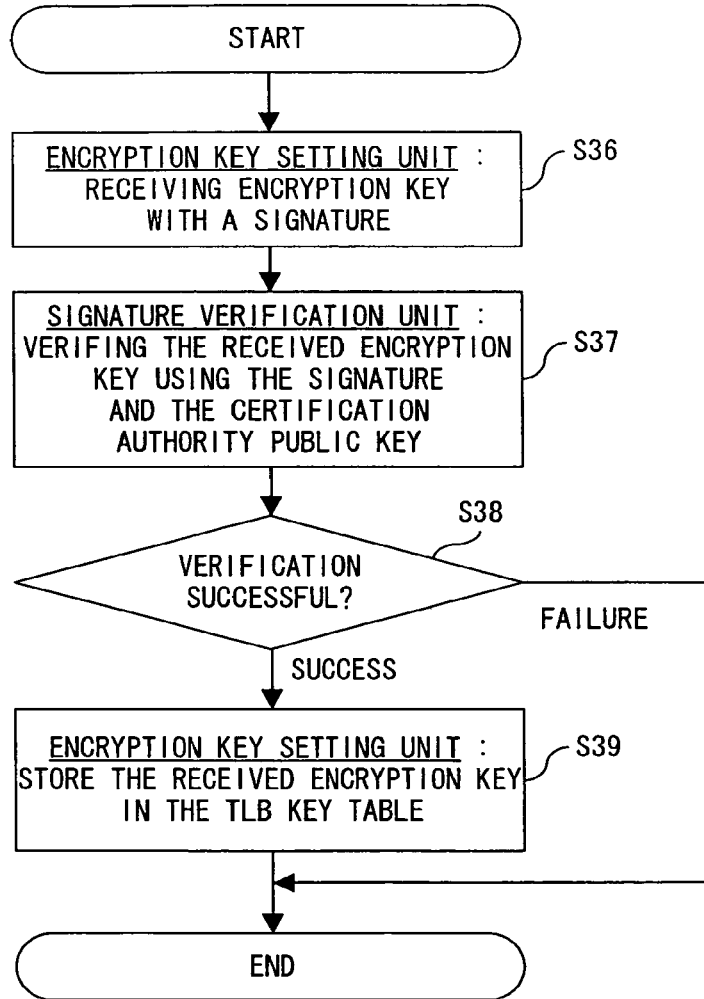 START
ENCRYPTION KEY SETTING UNIT :
RECEIVING ENCRYPTION KEY
WITH A SIGNATURE
S36
SIGNATURE VERIFICATION UNIT :
VERIFING THE RECEIVED ENCRYPTION
KEY USING THE SIGNATURE
AND THE CERTIFICATION
AUTHORITY PUBLIC KEY
S37
S38
VERIFICATION
SUCCESSFUL?
FAILURE
SUCCESS
ENCRYPTION KEY SETTING UNIT :
STORE THE RECEIVED ENCRYPTION KEY
IN THE TLB KEY TABLE
S39
END